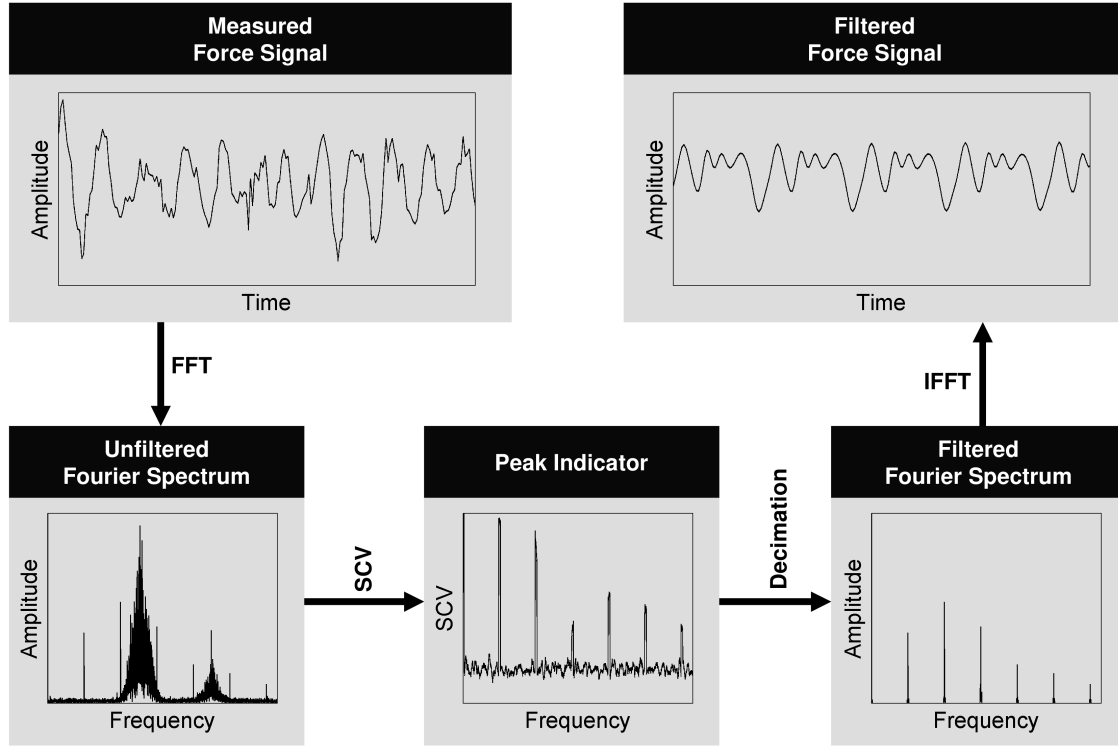 Measured
Force Signal
Amplitude
Time
Filtered
Force Signal
Amplitude
Time
FFT
IFFT
Unfiltered
Fourier Spectrum
Amplitude
Frequency
SCV
Peak Indicator
SCV
Frequency
Decimation
Filtered
Fourier Spectrum
Amplitude
Frequency